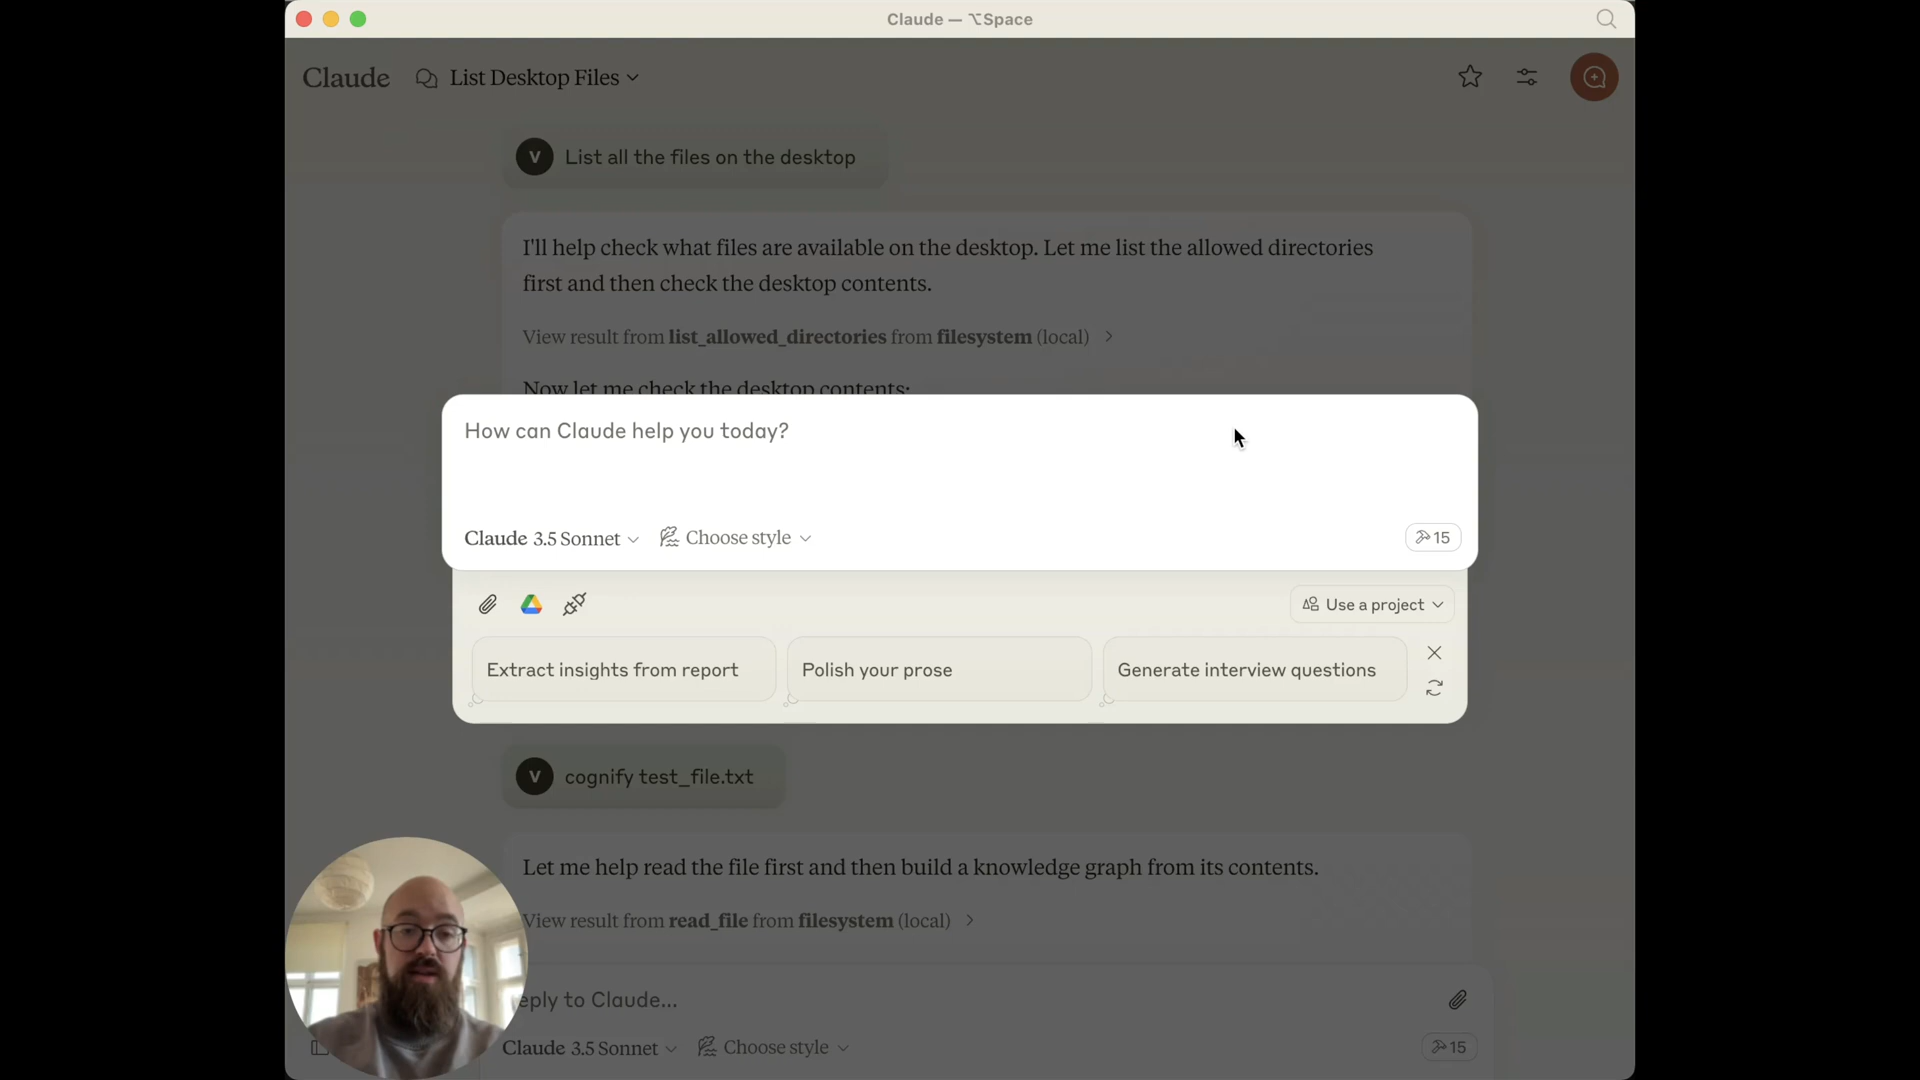 Claude — ⌥Space
Claude
List Desktop Files
V
List all the files on the desktop
I'll help check what files are available on the desktop. Let me list the allowed directories
first and then check the desktop contents.
View result from list_allowed_directories from filesystem (local)
Now let me check the desktop contents:
How can Claude help you today?
Claude 3.5 Sonnet
Choose style
15
Use a project
Extract insights from report
Polish your prose
Generate interview questions
V
cognify test_file.txt
Let me help read the file first and then build a knowledge graph from its contents.
View result from read_file from filesystem (local)
eply to Claude...
Claude 3.5 Sonnet
Choose style
15